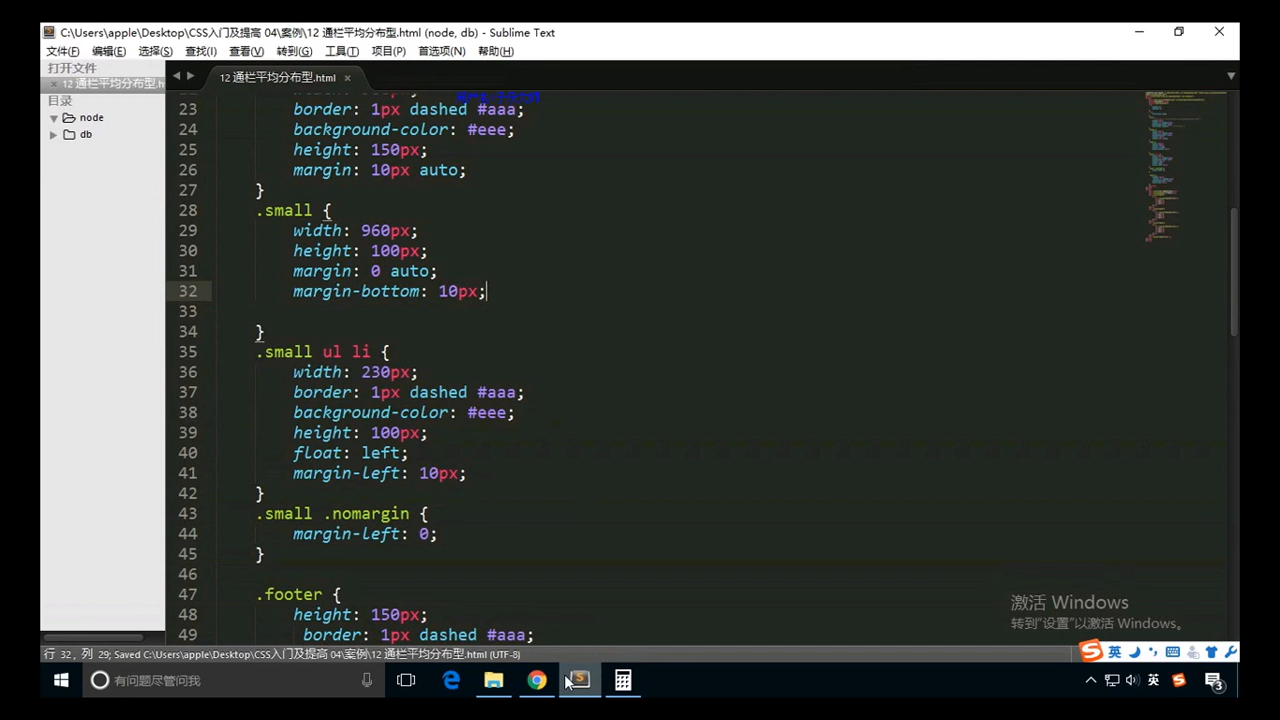 C:\Users\apple\Desktop\CSS入门及提高 04\案例\12 通栏平均分布型.html (node, db) - Sublime Text
文件(F) 编辑(E) 选择(S) 查找(I) 查看(V) 转到(G) 工具(T) 项目(P) 首选项(N) 帮助(H)
打开文件
12 通栏平均分布型.h
目录
node
db
12 通栏平均分布型.html
23 border: 1px dashed #aaa;
24 background-color: #eee;
25 height: 150px;
26 margin: 10px auto;
27 }
28 .small {
29 width: 960px;
30 height: 100px;
31 margin: 0 auto;
32 margin-bottom: 10px;
33
34 }
35 .small ul li {
36 width: 230px;
37 border: 1px dashed #aaa;
38 background-color: #eee;
39 height: 100px;
40 float: left;
41 margin-left: 10px;
42 }
43 .small .nomargin {
44 margin-left: 0;
45 }
46
47 .footer {
48 height: 150px;
49 border: 1px dashed #aaa;
激活 Windows
转到“设置”以激活 Windows。
行 32, 列 29; Saved C:\Users\apple\Desktop\CSS入门及提高 04\案例\12 通栏平均分布型.html (UTF-8)
英
有问题尽管问我
英
3